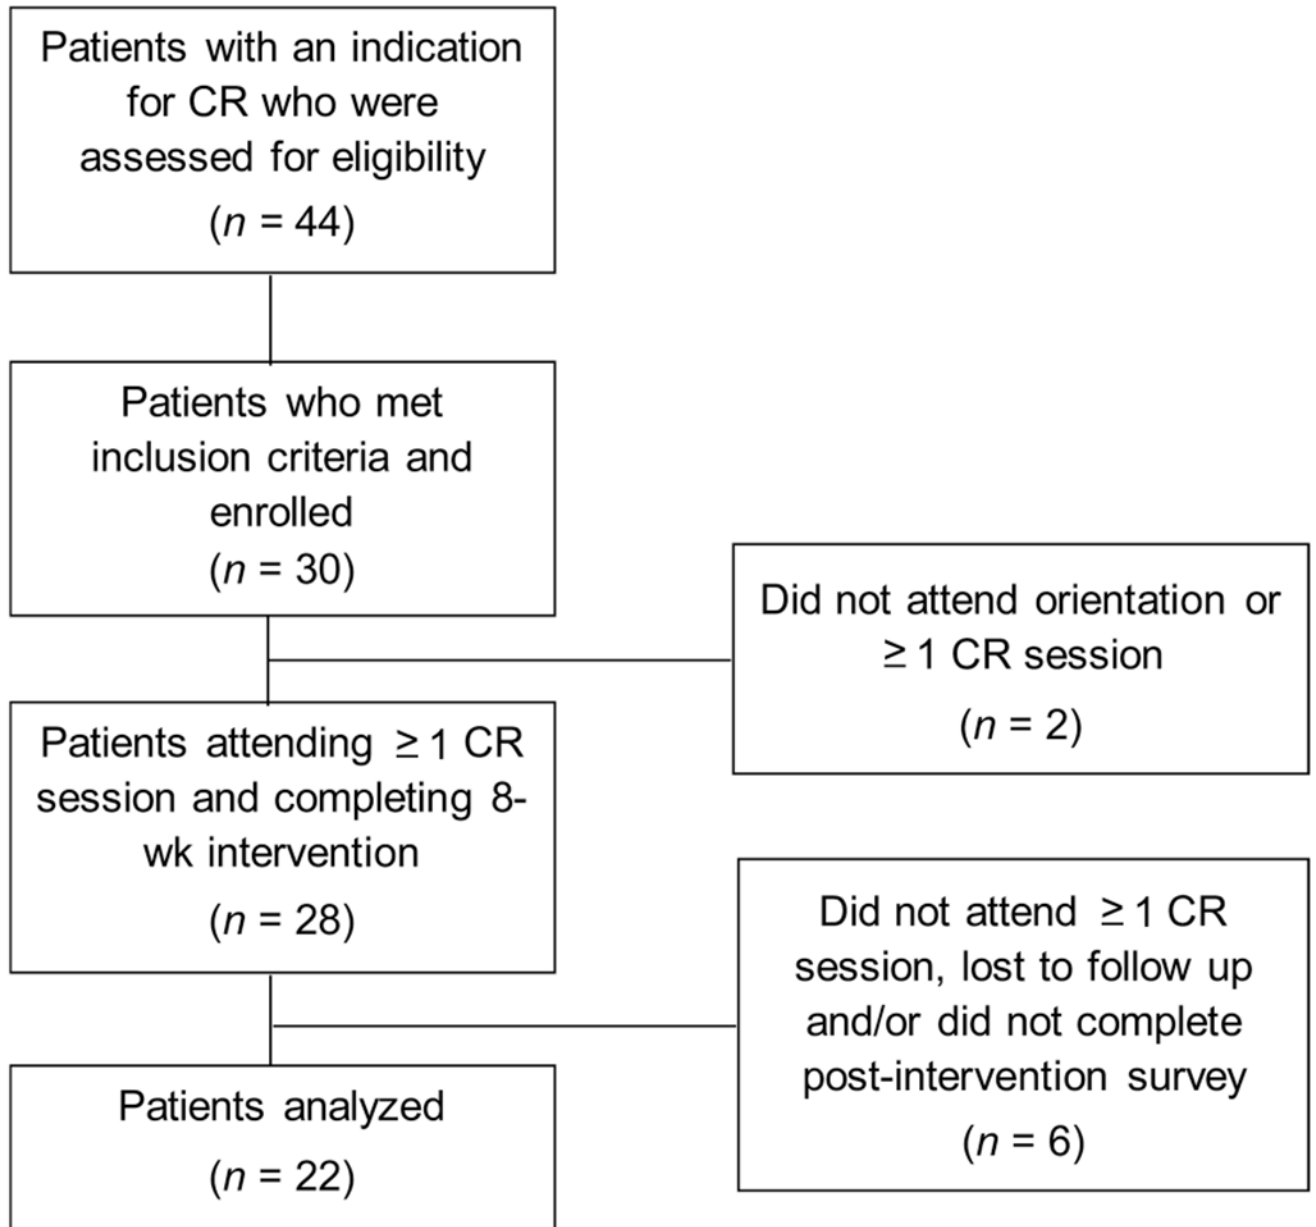 Patients with an indication
for CR who were
assessed for eligibility
(n = 44)
Patients who met
inclusion criteria and
enrolled
(n = 30)
Did not attend orientation or
≥ 1 CR session
(n = 2)
Patients attending ≥ 1 CR
session and completing 8-
wk intervention
(n = 28)
Did not attend ≥ 1 CR
session, lost to follow up
and/or did not complete
post-intervention survey
(n = 6)
Patients analyzed
(n = 22)